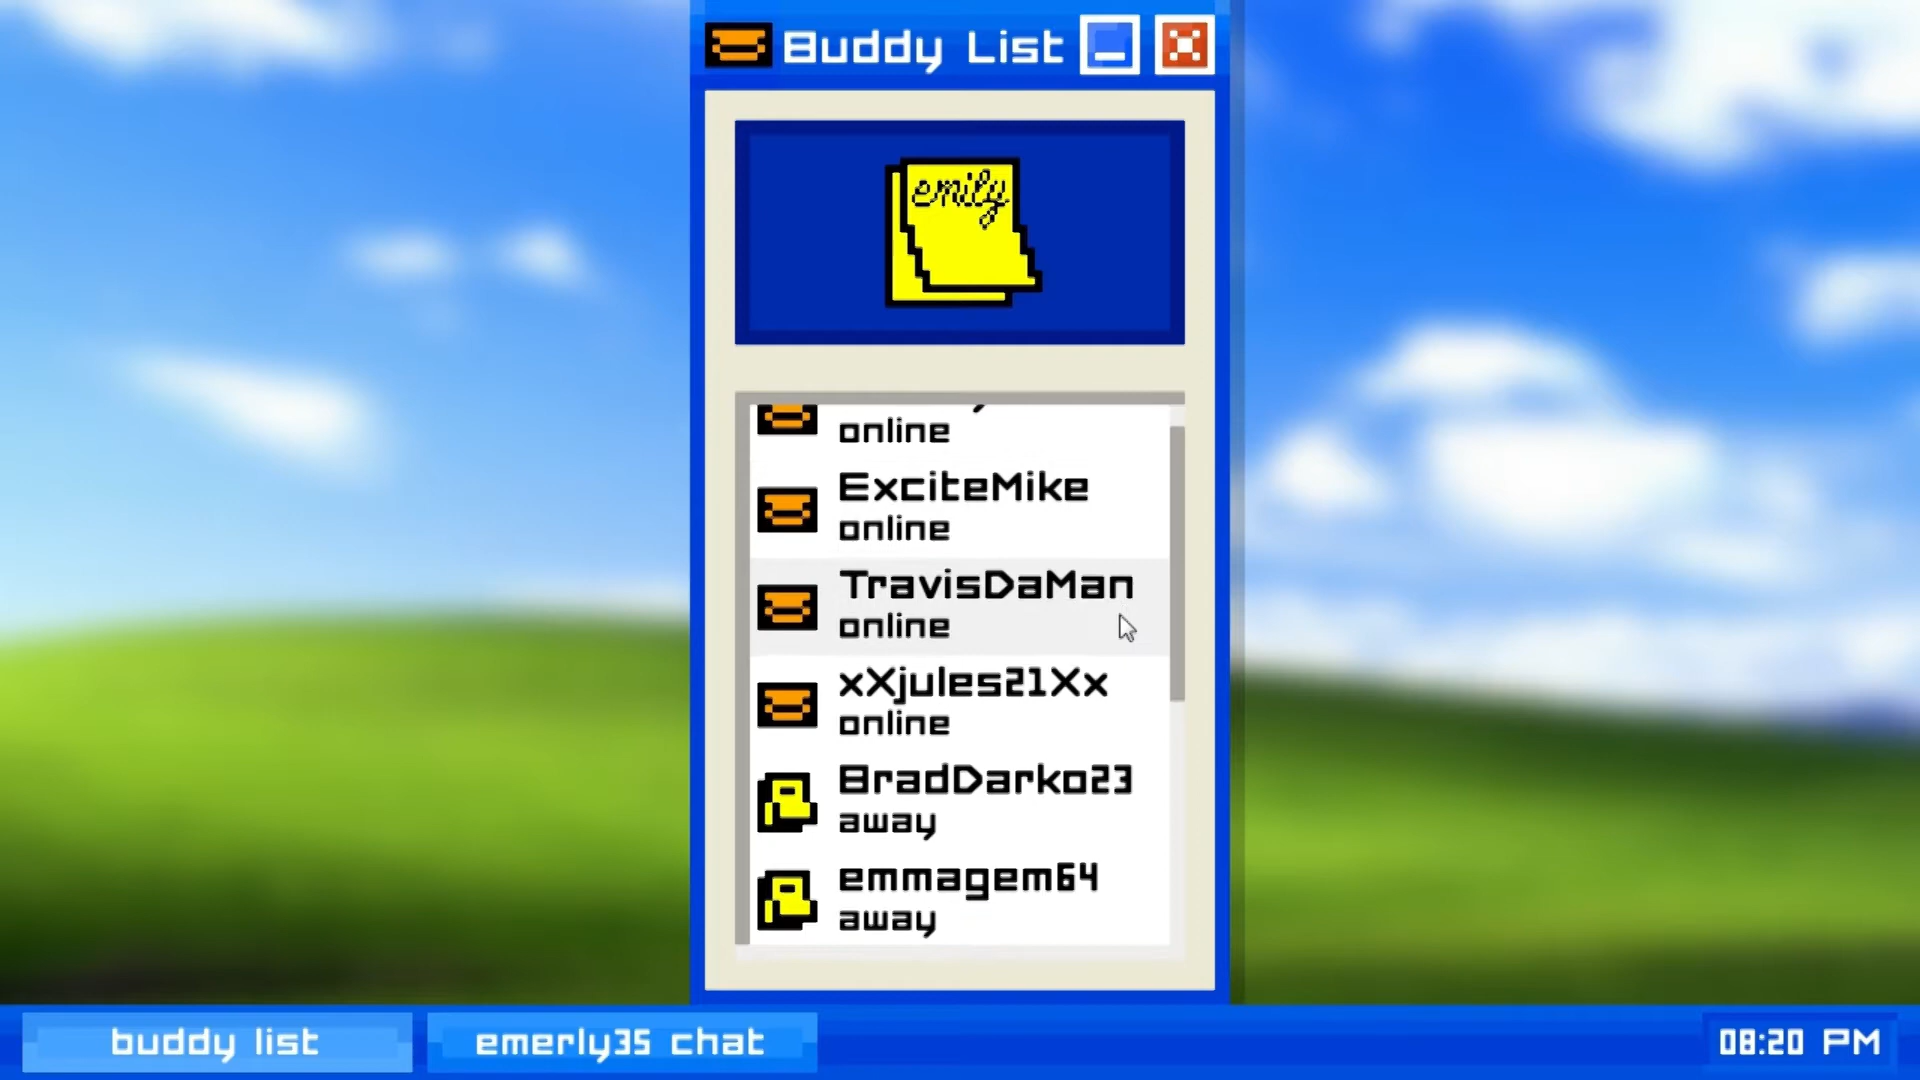 Buddy List
emily
online
ExciteMike
online
TravisDaMan
online
xXjules21Xx
online
BradDarko23
away
emmagem64
away
buddy list
emerly35 chat
08:20 PM